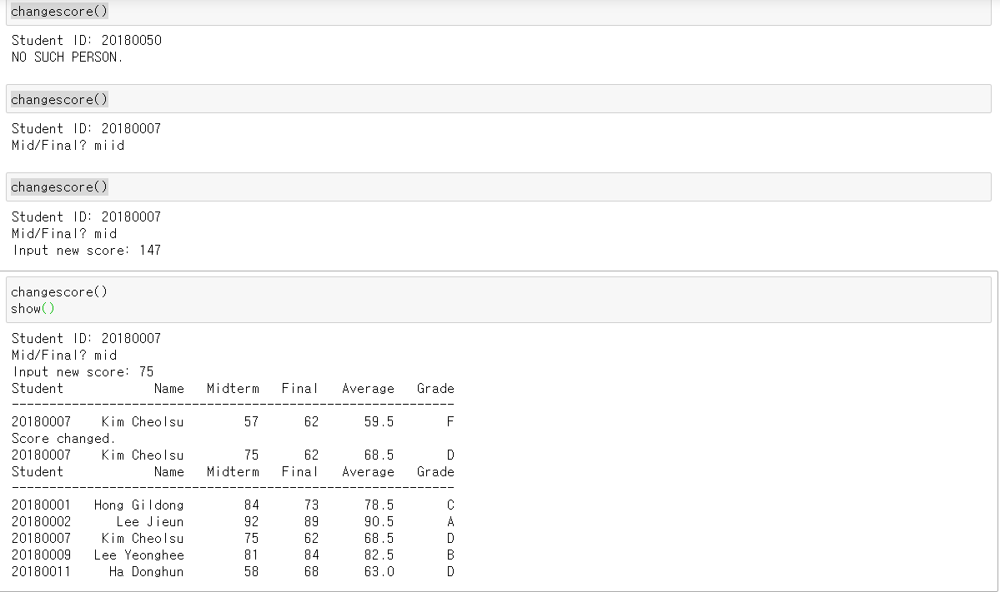 changescore()
Student ID: 20180050
NO SUCH PERSON.
changescore()
Student ID: 20180007
Mid/Final? miid
changescore()
Student ID: 20180007
Mid/Final? mid
Input new score: 147
changescore()
show()
Student ID: 20180007
Mid/Final? mid
Input new score: 75
Student            Name   Midterm   Final   Average   Grade
-----------------------------------------------------------
20180007    Kim Cheolsu        57      62      59.5       F
Score changed.
20180007    Kim Cheolsu        75      62      68.5       D
Student            Name   Midterm   Final   Average   Grade
-----------------------------------------------------------
20180001   Hong Gildong        84      73      78.5       C
20180002      Lee Jieun        92      89      90.5       A
20180007    Kim Cheolsu        75      62      68.5       D
20180009   Lee Yeonghee        81      84      82.5       B
20180011     Ha Donghun        58      68      63.0       D